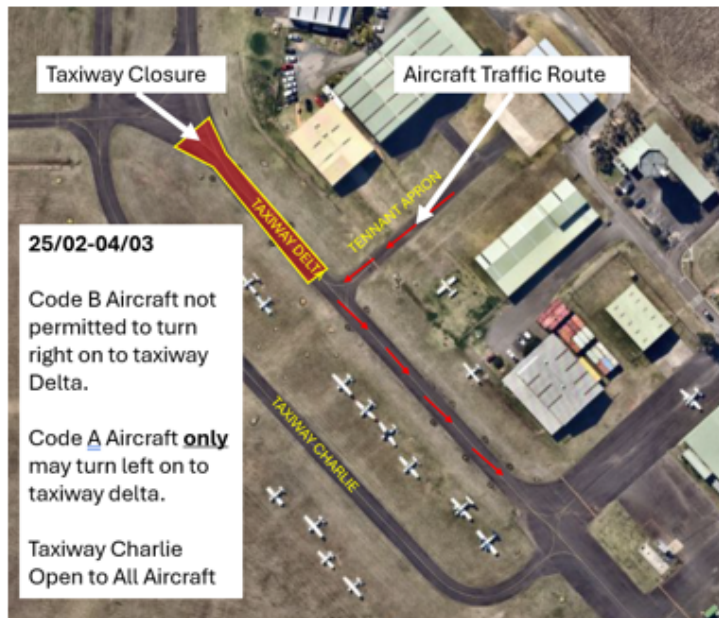 Taxiway Closure
Aircraft Traffic Route
TAXIWAY DELTA
TENNANT APRON
25/02-04/03
Code B Aircraft not
permitted to turn
right on to taxiway
Delta.
Code A Aircraft only
may turn left on to
taxiway delta.
Taxiway Charlie
Open to All Aircraft
TAXIWAY CHARLIE